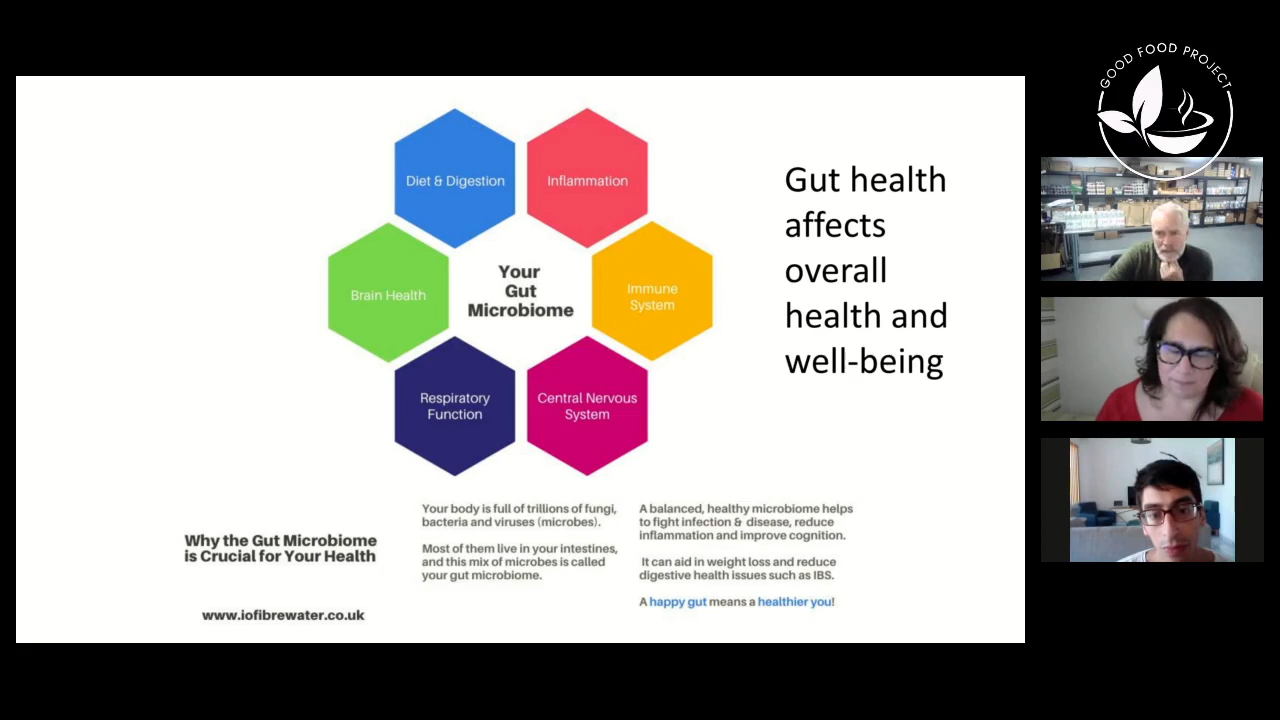 GOOD FOOD PROJECT
Diet & Digestion
Inflammation
Brain Health
Your
Gut
Microbiome
Immune
System
Respiratory
Function
Central Nervous
System
Gut health
affects
overall
health and
well-being
Why the Gut Microbiome
is Crucial for Your Health
www.iofibrewater.co.uk
Your body is full of trillions of fungi,
bacteria and viruses (microbes).
Most of them live in your intestines,
and this mix of microbes is called
your gut microbiome.
A balanced, healthy microbiome helps
to fight infection & disease, reduce
inflammation and improve cognition.
It can aid in weight loss and reduce
digestive health issues such as IBS.
A happy gut means a healthier you!